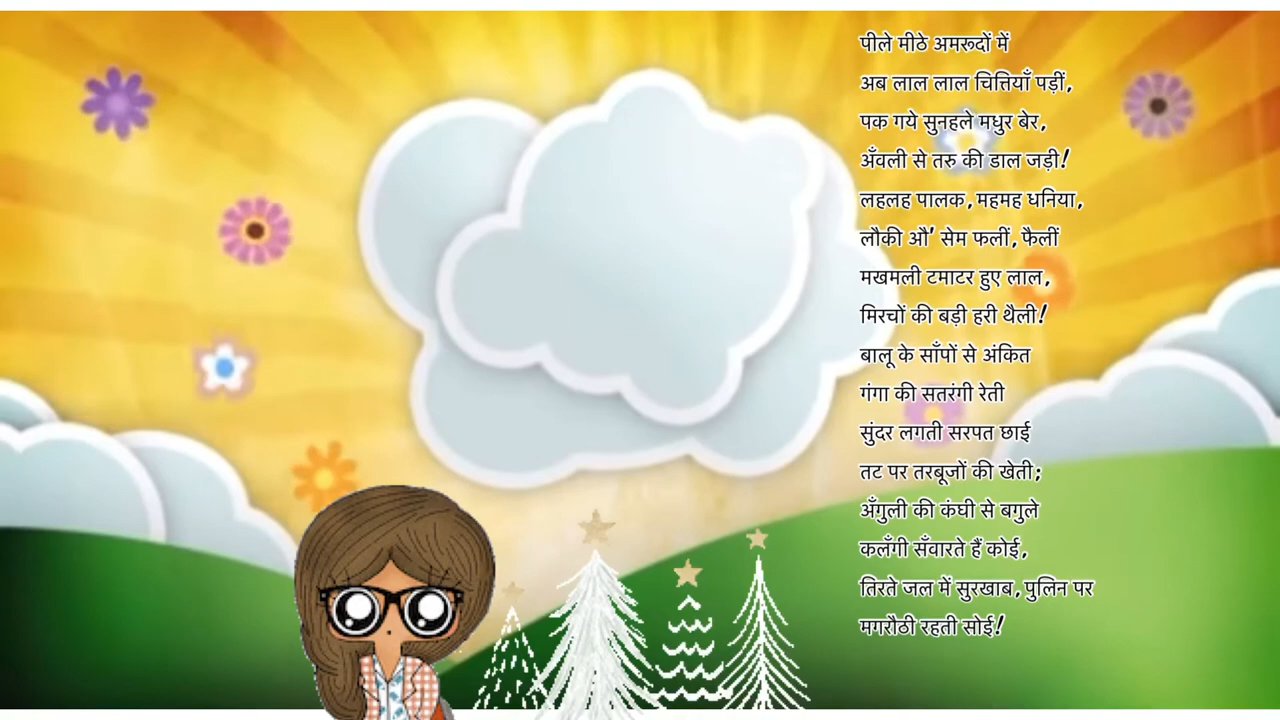 पीले मीठे अमरूदों में
अब लाल लाल चित्तियाँ पड़ीं,
पक गये सुनहले मधुर बेर,
अँवली से तरु की डाल जड़ी!
लहलह पालक, महमह धनिया,
लौकी औ' सेम फलीं, फैलीं
मखमली टमाटर हुए लाल,
मिरचों की बड़ी हरी थैली!
बालू के साँपों से अंकित
गंगा की सतरंगी रेती
सुंदर लगती सरपत छाई
तट पर तरबूजों की खेती;
अँगुली की कंघी से बगुले
कलँगी सँवारते हैं कोई,
तिरते जल में सुरखाब, पुलिन पर
मगरौठी रहती सोई!